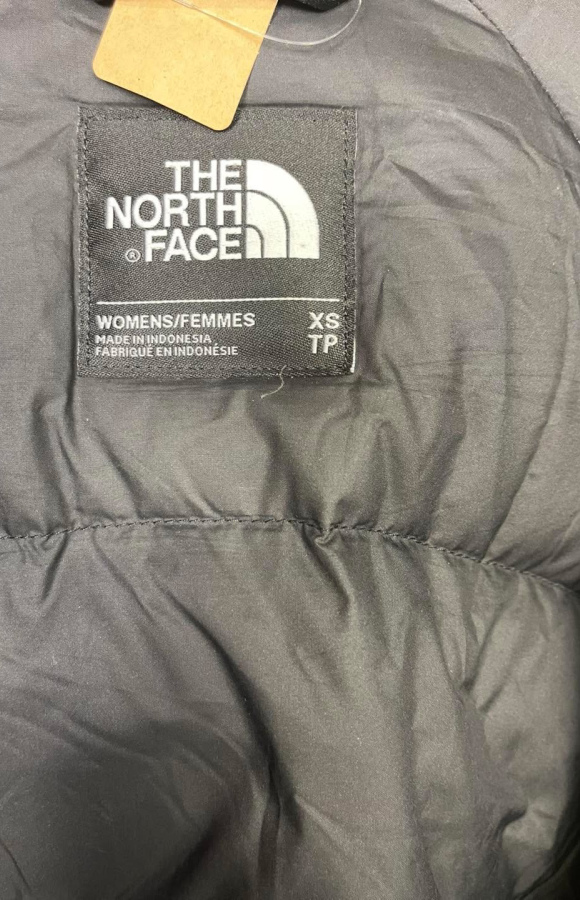 THE
NORTH
® FACE
WOMENS/FEMMES XS
MADE IN INDONESIA TP
FABRIQUÉ EN INDONÉSIE